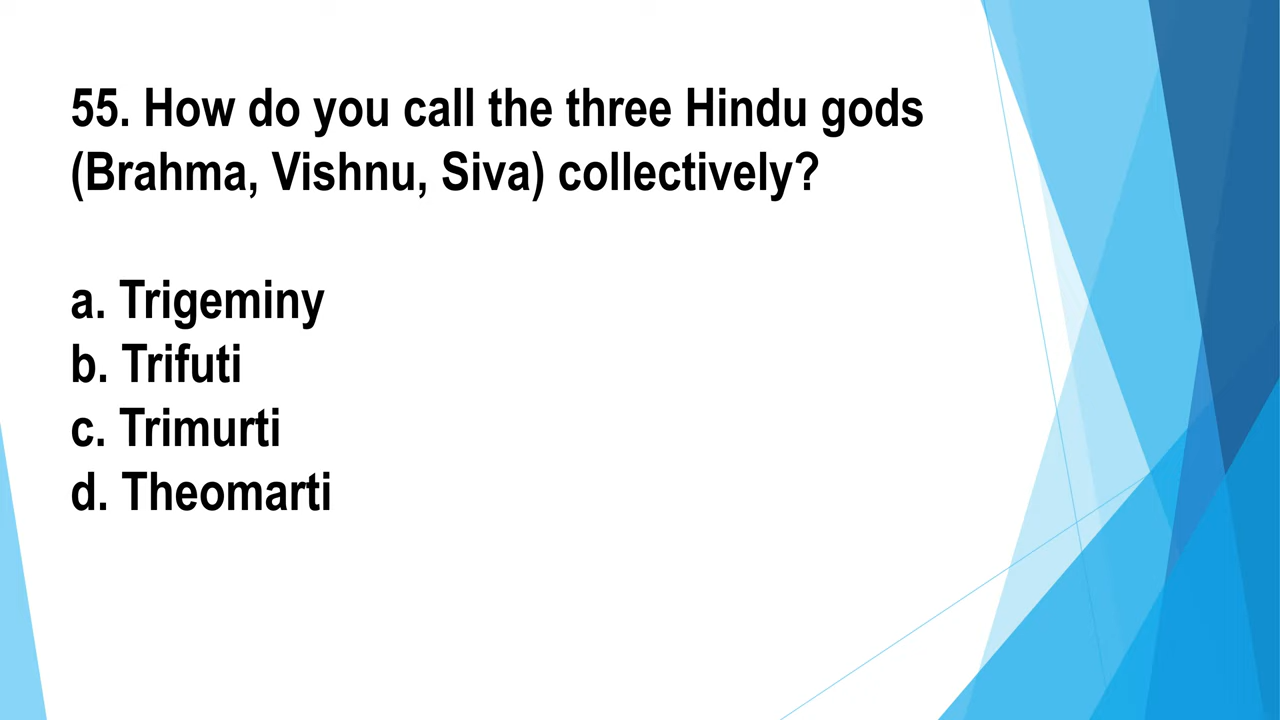 55. How do you call the three Hindu gods
(Brahma, Vishnu, Siva) collectively?
a. Trigeminy
b. Trifuti
c. Trimurti
d. Theomarti